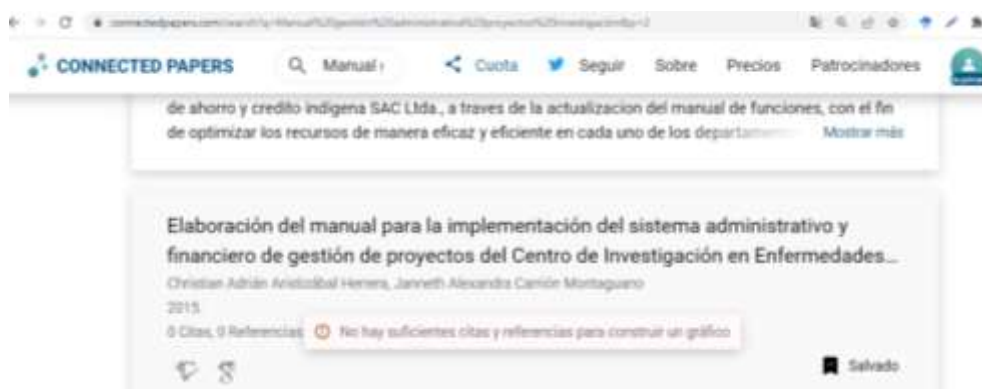 CONNECTED PAPERS Manual Cuota Seguir Sobre Precios Patrocinadores
de ahorro y credito indigena SAC Ltda., a traves de la actualizacion del manual de funciones, con el fin
de optimizar los recursos de manera eficaz y eficiente en cada uno de los Mostrar más
Elaboración del manual para la implementación del sistema administrativo y
financiero de gestión de proyectos del Centro de Investigación en Enfermedades...
Christian Adrián Aristizábal Herrera, Janneth Alexandra Carrión Montaguano
2015
0 Citas, 0 Referencias No hay suficientes citas y referencias para construir un gráfico
Salvado